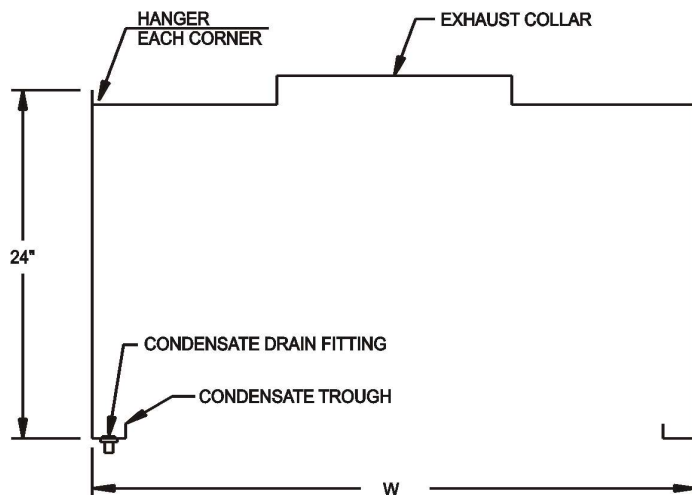 HANGER
EACH CORNER
EXHAUST COLLAR
24"
CONDENSATE DRAIN FITTING
CONDENSATE TROUGH
W